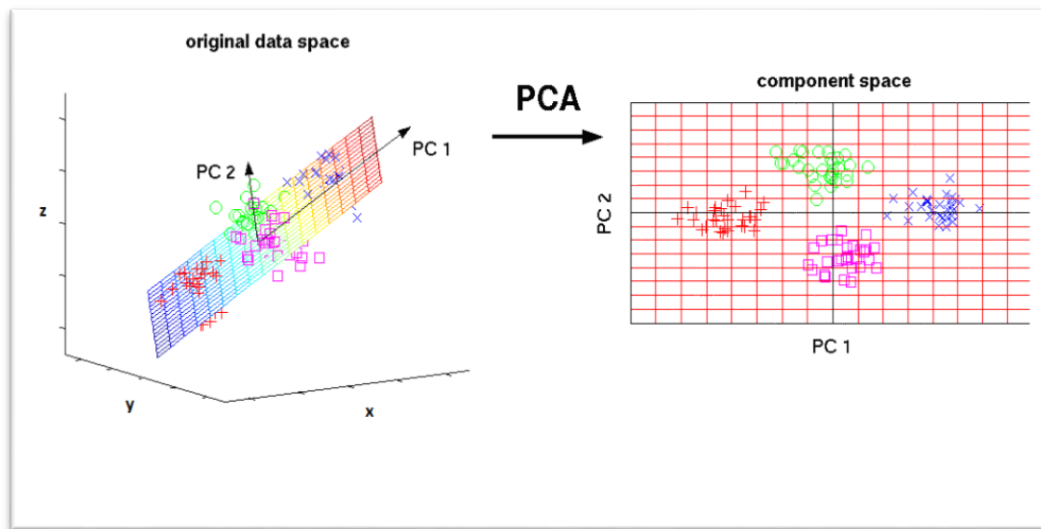 original data space
PCA
component space
PC 1
PC 2
z
PC 2
PC 1
y
x